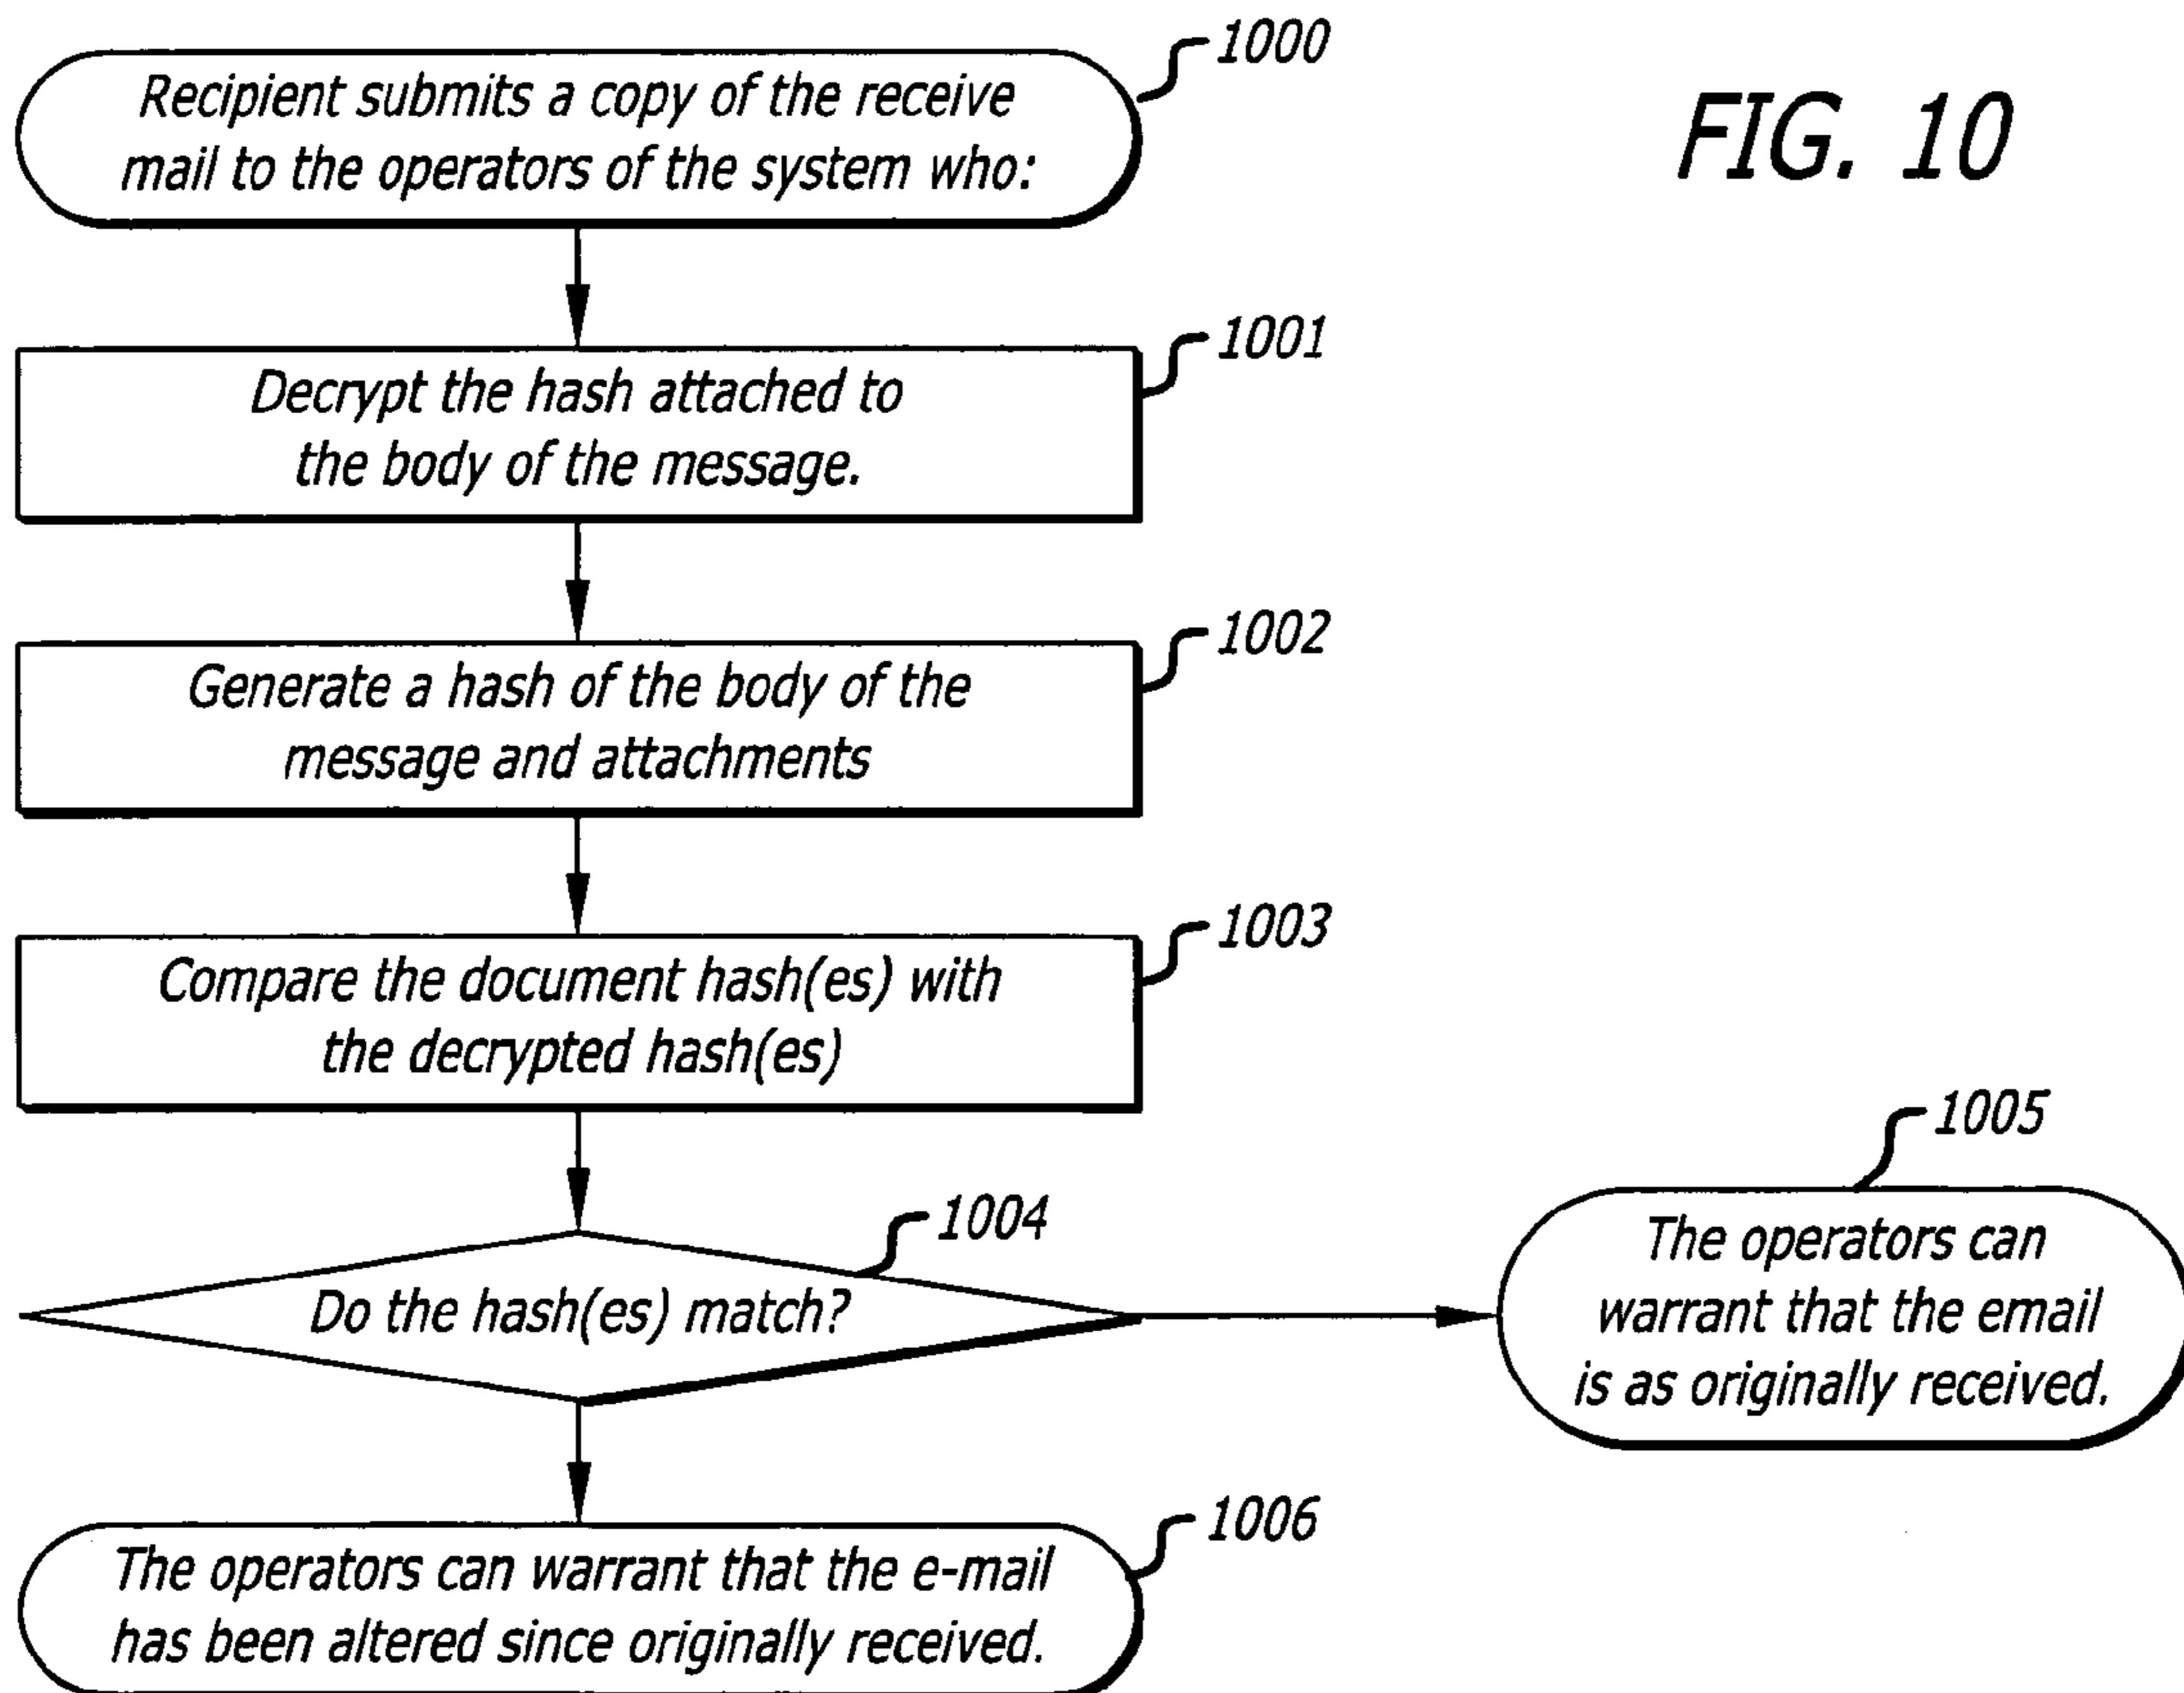 FIG. 10
1000
Recipient submits a copy of the receive
mail to the operators of the system who:
1001
Decrypt the hash attached to
the body of the message.
1002
Generate a hash of the body of the
message and attachments
1003
Compare the document hash(es) with
the decrypted hash(es)
1004
Do the hash(es) match?
1005
The operators can
warrant that the email
is as originally received.
1006
The operators can warrant that the e-mail
has been altered since originally received.